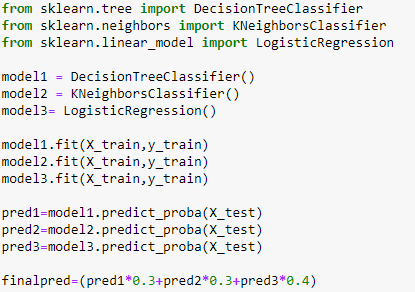 from sklearn.tree import DecisionTreeClassifier
from sklearn.neighbors import KNeighborsClassifier
from sklearn.linear_model import LogisticRegression
model1 = DecisionTreeClassifier()
model2 = KNeighborsClassifier()
model3= LogisticRegression()
model1.fit(X_train,y_train)
model2.fit(X_train,y_train)
model3.fit(X_train,y_train)
pred1=model1.predict_proba(X_test)
pred2=model2.predict_proba(X_test)
pred3=model3.predict_proba(X_test)
finalpred=(pred1*0.3+pred2*0.3+pred3*0.4)